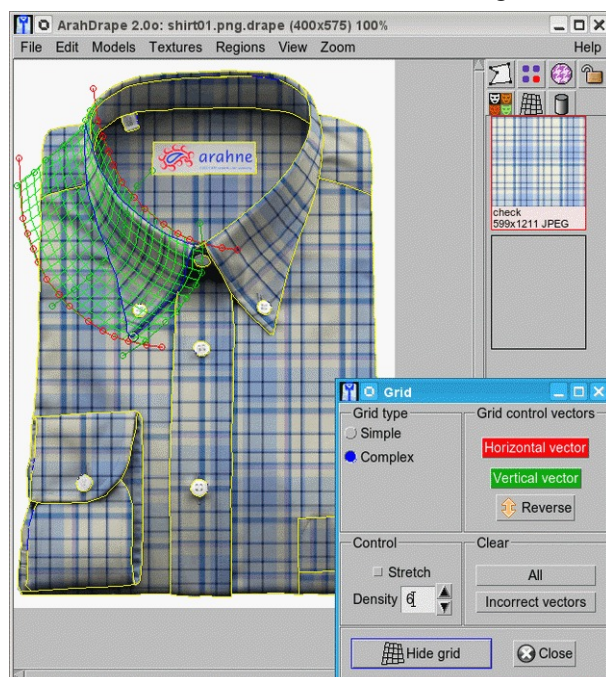 ArahDrape 2.0o: shirt01.png.drape (400x575) 100%
File Edit Models Textures Regions View Zoom Help
arahne
check
599x1211 JPEG
Grid
Grid type
Simple
Complex
Grid control vectors
Horizontal vector
Vertical vector
Reverse
Control
Stretch
Density 6
Clear
All
Incorrect vectors
Hide grid
Close